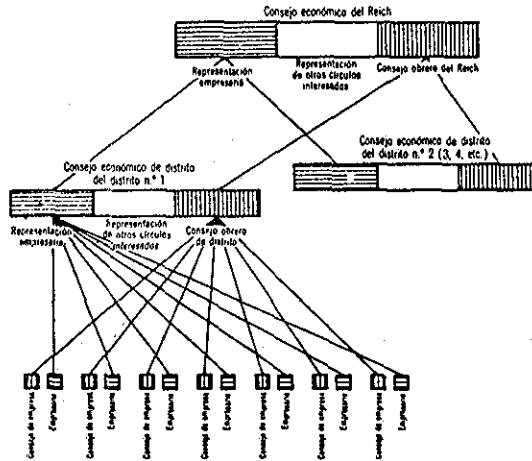 Consejo económico del Reich
Representación
empresaria
Representación
de otros círculos
interesados
Consejo obrero del Reich
Consejo económico de distrito
del distrito n.º 2 (3, 4, etc.)
Consejo económico de distrito
del distrito n.º 1
Representación
empresaria
Representación
de otros círculos
interesados
Consejo obrero
de distrito
Consejo de empresa
Empresario
Consejo de empresa
Empresario
Consejo de empresa
Empresario
Consejo de empresa
Empresario
Consejo de empresa
Empresario
Consejo de empresa
Empresario
Consejo de empresa
Empresario